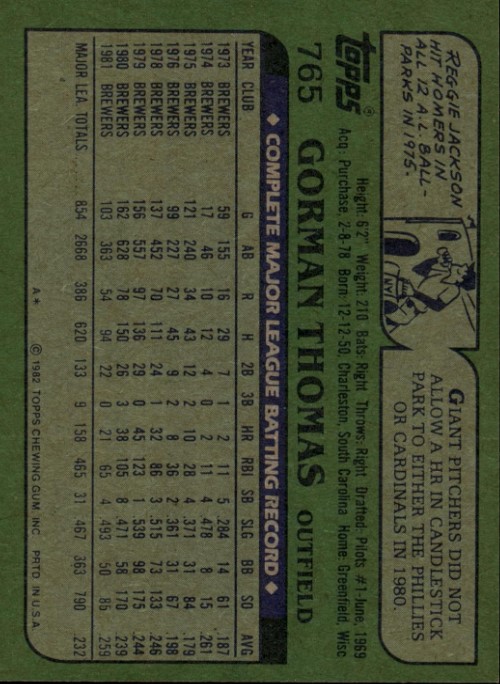 REGGIE JACKSON
HIT HOMERS IN
ALL 12 A.L. BALL-
PARKS IN 1975.
NY
GIANT PITCHERS DID NOT
ALLOW A HR IN CANDLESTICK
PARK TO EITHER THE PHILLIES
OR CARDINALS IN 1980.
topps®
Height: 6'2" Weight: 210 Bats: Right Throws: Right Drafted: Pilots #1-June, 1969
Acq: Purchase, 2-8-78 Born: 12-12-50, Charleston, South Carolina Home: Greenfield, Wisc
765 GORMAN THOMAS OUTFIELD
◆ COMPLETE MAJOR LEAGUE BATTING RECORD ◆
YEAR CLUB G AB R H 2B 3B HR RBI SB SLG BB SO AVG
1973 BREWERS 59 155 16 29 7 1 2 11 5 .284 14 61 .187
1974 BREWERS 17 46 10 12 4 0 2 11 4 .478 8 15 .261
1975 BREWERS 121 240 34 43 12 2 10 28 4 .371 31 84 .179
1976 BREWERS 99 227 27 45 9 2 8 36 2 .361 31 67 .198
1978 BREWERS 137 452 70 111 24 1 32 86 3 .515 73 133 .246
1979 BREWERS 156 557 97 136 29 0 45 123 1 .539 98 175 .244
1980 BREWERS 162 628 78 150 26 3 38 105 8 .471 58 170 .239
1981 BREWERS 103 363 54 94 22 0 21 65 4 .493 50 85 .259
MAJOR LEA. TOTALS 854 2668 386 620 133 9 158 465 31 .467 363 790 .232
A* © 1982 TOPPS CHEWING GUM, INC. PRTD. IN U.S.A.